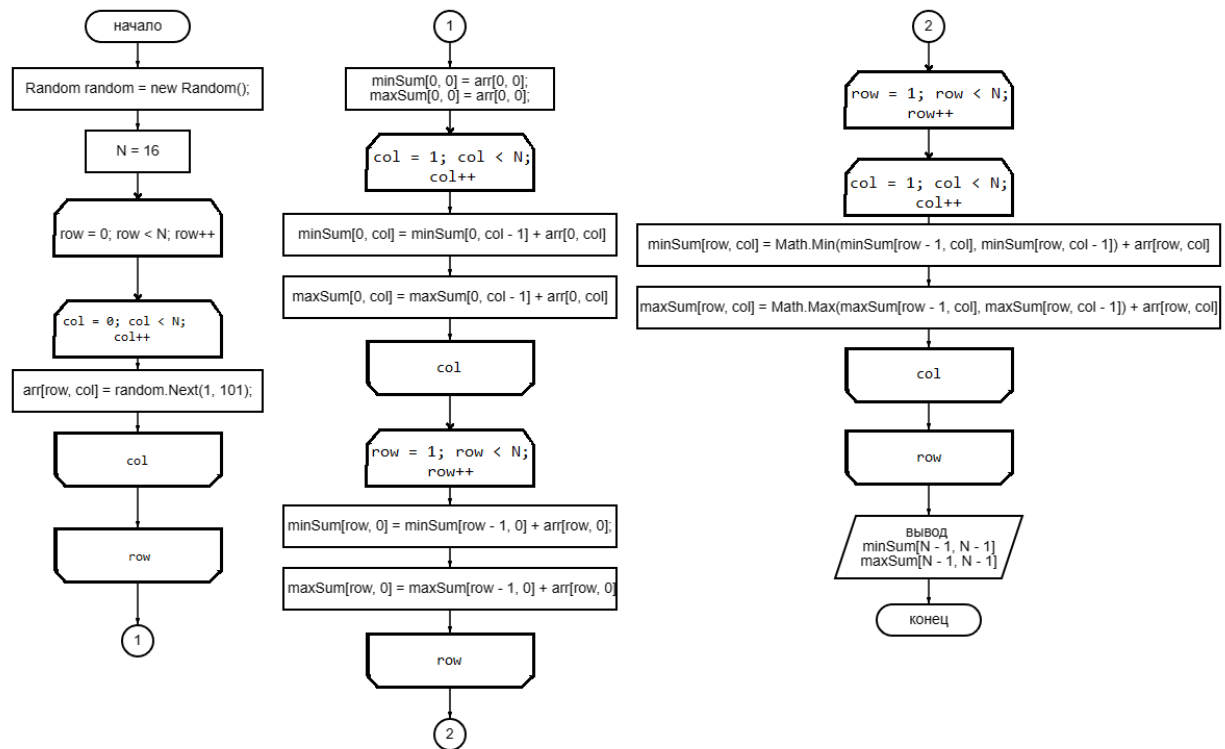 начало
Random random = new Random();
N = 16
row = 0; row < N; row++
col = 0; col < N;
col++
arr[row, col] = random.Next(1, 101);
col
row
1
1
minSum[0, 0] = arr[0, 0];
maxSum[0, 0] = arr[0, 0];
col = 1; col < N;
col++
minSum[0, col] = minSum[0, col - 1] + arr[0, col]
maxSum[0, col] = maxSum[0, col - 1] + arr[0, col]
col
row = 1; row < N;
row++
minSum[row, 0] = minSum[row - 1, 0] + arr[row, 0];
maxSum[row, 0] = maxSum[row - 1, 0] + arr[row, 0]
row
2
2
row = 1; row < N;
row++
col = 1; col < N;
col++
minSum[row, col] = Math.Min(minSum[row - 1, col], minSum[row, col - 1]) + arr[row, col]
maxSum[row, col] = Math.Max(maxSum[row - 1, col], maxSum[row, col - 1]) + arr[row, col]
col
row
вывод
minSum[N - 1, N - 1]
maxSum[N - 1, N - 1]
конец